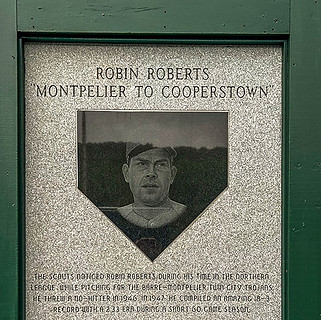 ROBIN ROBERTS
"MONTPELIER TO COOPERSTOWN"
THE SCOUTS NOTICED ROBIN ROBERTS DURING HIS TIME IN THE NORTHERN
LEAGUE. WHILE PITCHING FOR THE BARRE-MONTPELIER TWIN CITY TROJANS,
HE THREW A NO-HITTER IN 1946. IN 1947, HE COMPILED AN AMAZING 18-3
RECORD WITH A 2.33 ERA DURING A SHORT 60 GAME SEASON.